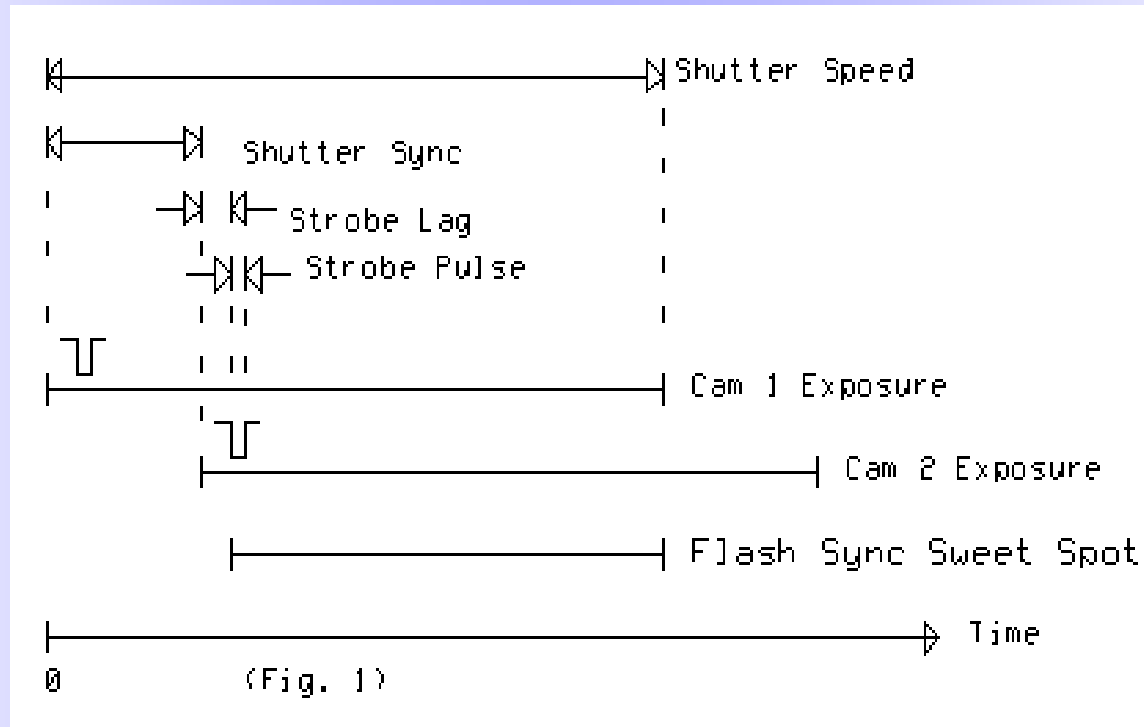 Shutter Speed
Shutter Sync
Strobe Lag
Strobe Pulse
Cam 1 Exposure
Cam 2 Exposure
Flash Sync Sweet Spot
Time
0 (Fig. 1)